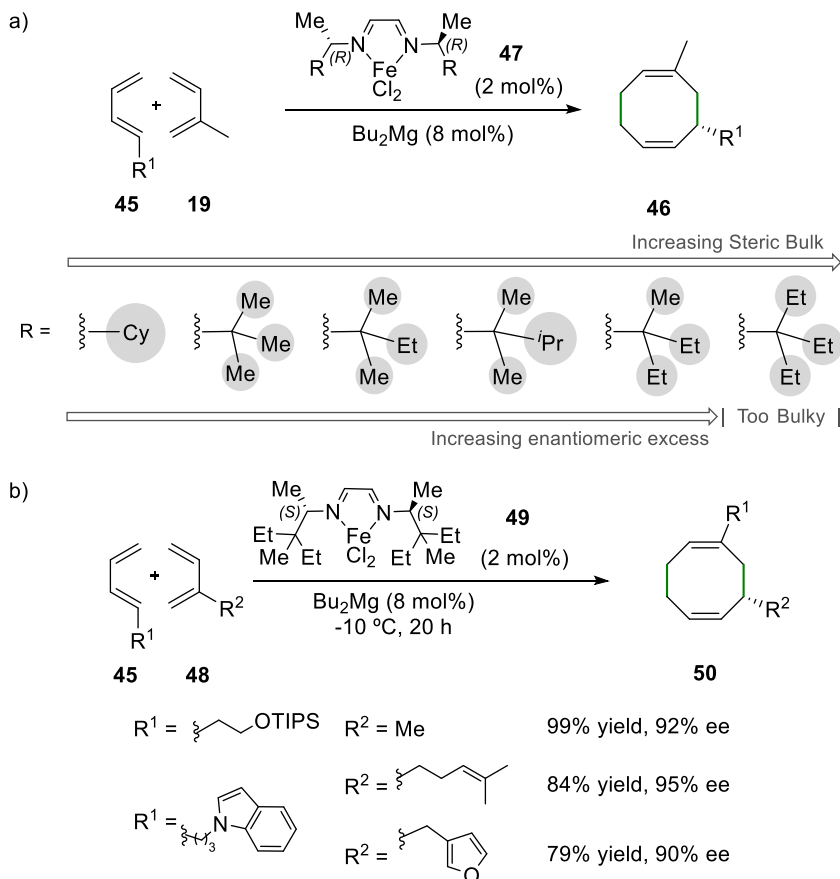 a)
Me Me
N N
(R) (R)
R Fe R
Cl2
47
(2 mol%)
+
Bu2Mg (8 mol%)
R1
R1
45 19 46
Increasing Steric Bulk
R = Cy Me Me Me Me Et Me Me iPr Me Me Et Et Et Et Et
Increasing enantiomeric excess
Too Bulky
b)
Me Me
(S) N N (S)
Et Fe Et
Me Et Cl2 Et Me
49
(2 mol%)
+
Bu2Mg (8 mol%)
-10 ºC, 20 h
R1 R2
R1 R2
45 48 50
R1 = OTIPS R2 = Me 99% yield, 92% ee
R2 = 84% yield, 95% ee
R1 = N ( )3
R2 = O 79% yield, 90% ee